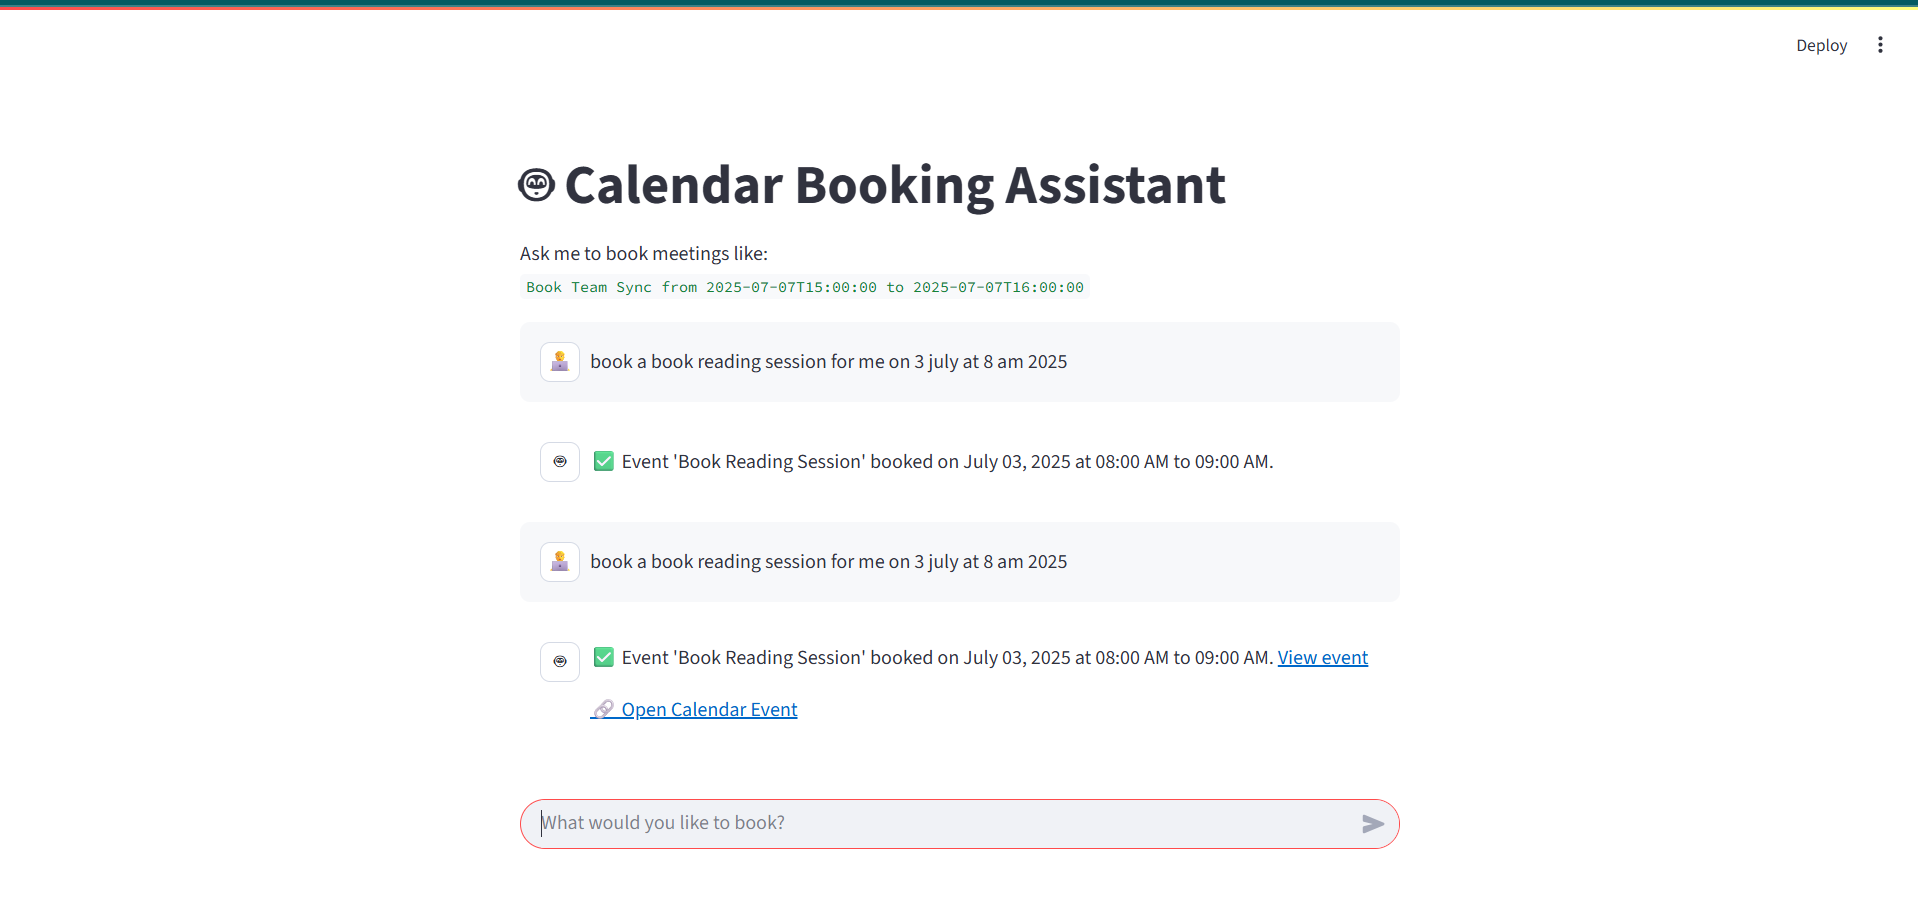 Deploy
Calendar Booking Assistant
Ask me to book meetings like:
Book Team Sync from 2025-07-07T15:00:00 to 2025-07-07T16:00:00
book a book reading session for me on 3 july at 8 am 2025
Event 'Book Reading Session' booked on July 03, 2025 at 08:00 AM to 09:00 AM.
book a book reading session for me on 3 july at 8 am 2025
Event 'Book Reading Session' booked on July 03, 2025 at 08:00 AM to 09:00 AM. View event
Open Calendar Event
What would you like to book?